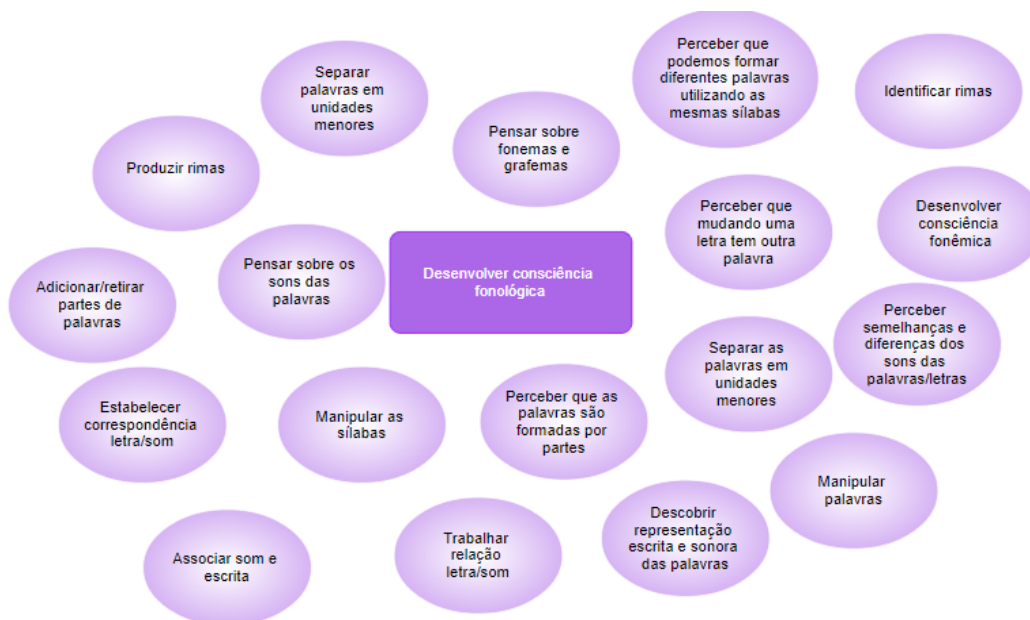 Perceber que
podemos formar
diferentes palavras
utilizando as
mesmas sílabas
Identificar rimas
Separar
palavras em
unidades
menores
Pensar sobre
fonemas e
grafemas
Produzir rimas
Perceber que
mudando uma
letra tem outra
palavra
Desenvolver
consciência
fonêmica
Adicionar/retirar
partes de
palavras
Pensar sobre os
sons das
palavras
Desenvolver consciência
fonológica
Perceber
semelhanças e
diferenças dos
sons das
palavras/letras
Separar as
palavras em
unidades
menores
Estabelecer
correspondência
letra/som
Manipular as
sílabas
Perceber que as
palavras são
formadas por
partes
Manipular
palavras
Associar som e
escrita
Trabalhar
relação
letra/som
Descobrir
representação
escrita e sonora
das palavras